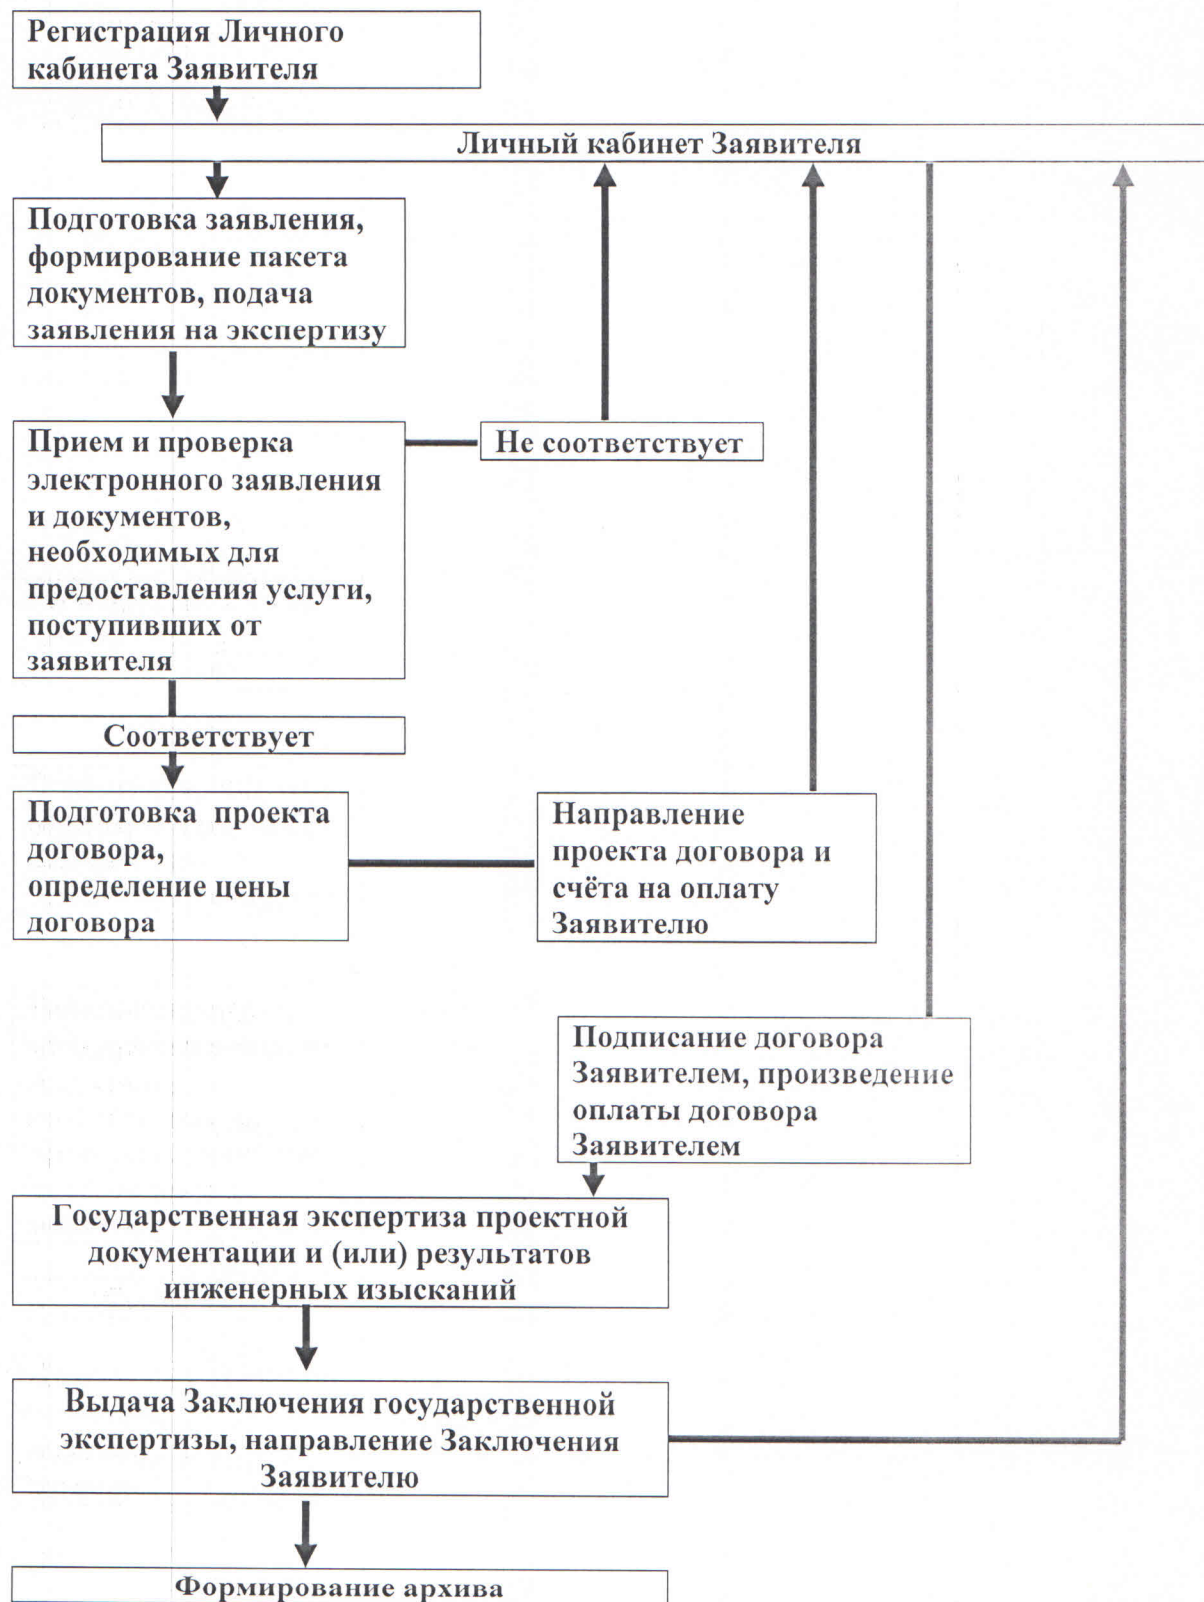 Регистрация Личного
кабинета Заявителя
Личный кабинет Заявителя
Подготовка заявления,
формирование пакета
документов, подача
заявления на экспертизу
Прием и проверка
электронного заявления
и документов,
необходимых для
предоставления услуги,
поступивших от
заявителя
Не соответствует
Соответствует
Подготовка проекта
договора,
определение цены
договора
Направление
проекта договора и
счёта на оплату
Заявителю
Подписание договора
Заявителем, произведение
оплаты договора
Заявителем
Государственная экспертиза проектной
документации и (или) результатов
инженерных изысканий
Выдача Заключения государственной
экспертизы, направление Заключения
Заявителю
Формирование архива